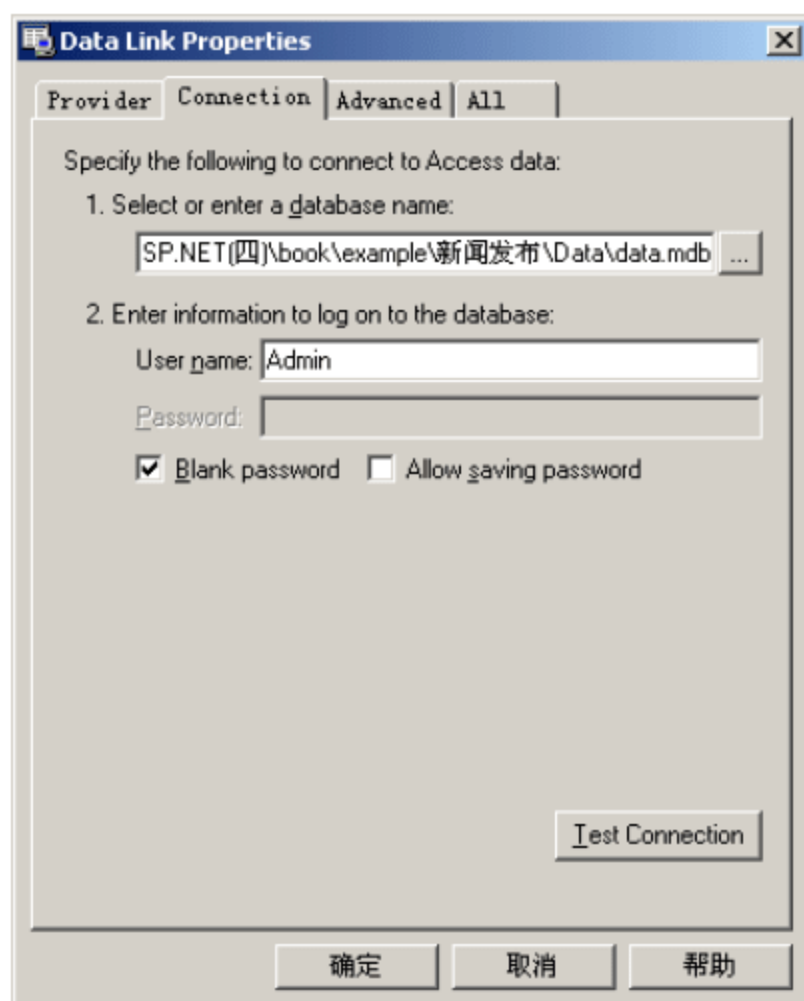 Data Link Properties
Provider Connection Advanced All
Specify the following to connect to Access data:
1. Select or enter a database name:
SP.NET(四)\book\example\新闻发布\Data\data.mdb ...
2. Enter information to log on to the database:
User name: Admin
Password:
Blank password Allow saving password
Test Connection
确定 取消 帮助